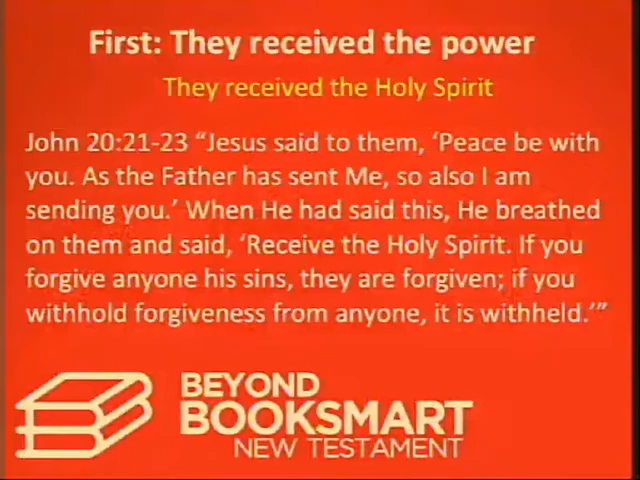 First: They received the power
They received the Holy Spirit
John 20:21-23 “Jesus said to them, ‘Peace be with
you. As the Father has sent Me, so also I am
sending you.’ When He had said this, He breathed
on them and said, ‘Receive the Holy Spirit. If you
forgive anyone his sins, they are forgiven; if you
withhold forgiveness from anyone, it is withheld.’”
BEYOND
BOOKSMART
NEW TESTAMENT